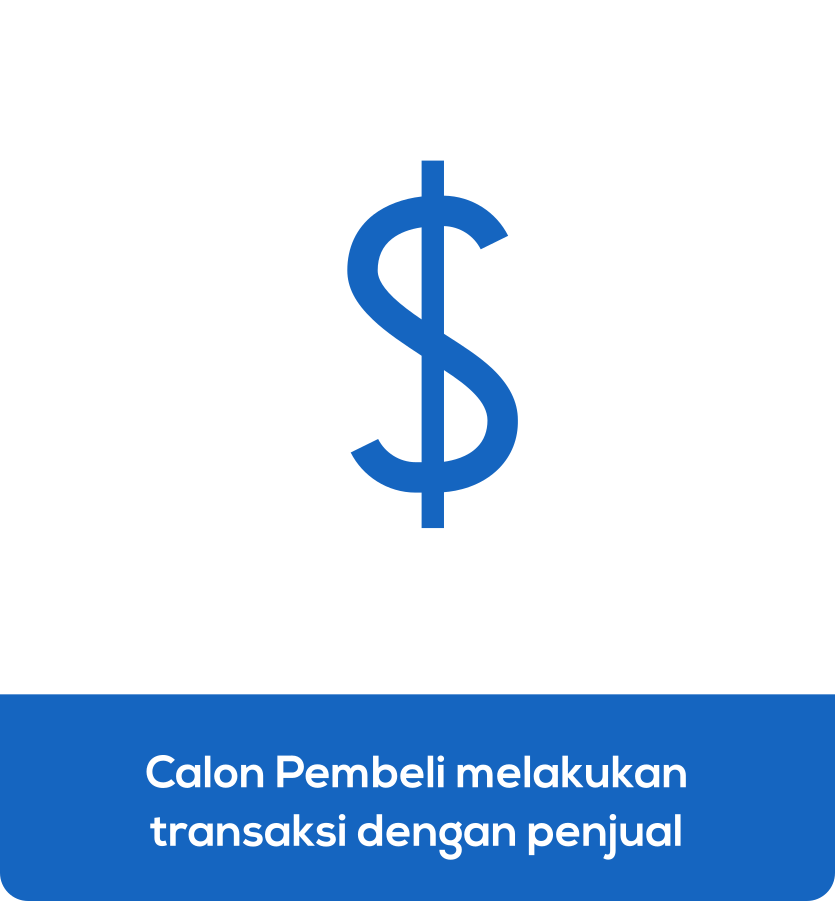 $
Calon Pembeli melakukan
transaksi dengan penjual